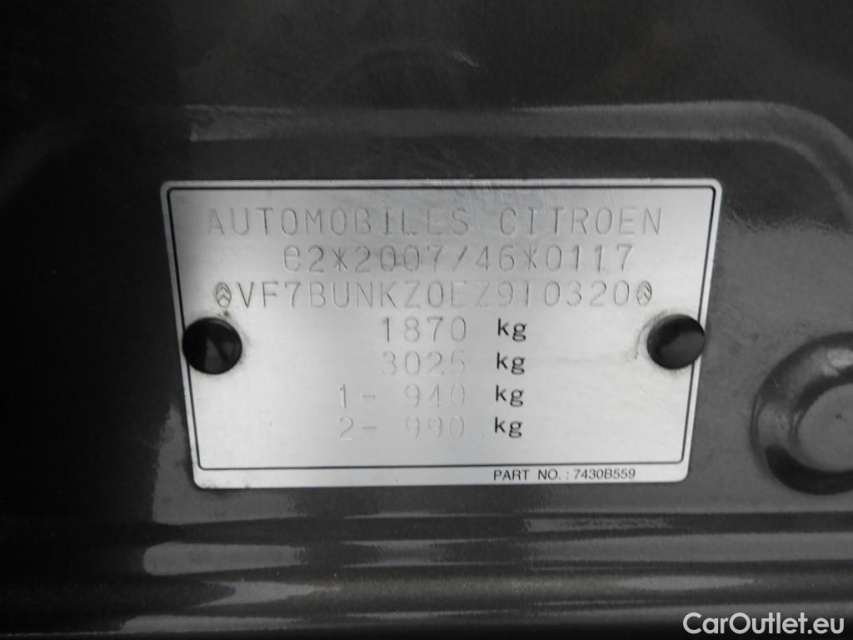 AUTOMOBILES CITROEN
e2*2007/46*0117
VF7BUNKZ0EZ910320
1870 kg
3025 kg
1- 940 kg
2- 990 kg
PART NO. : 7430B559
CarOutlet.eu